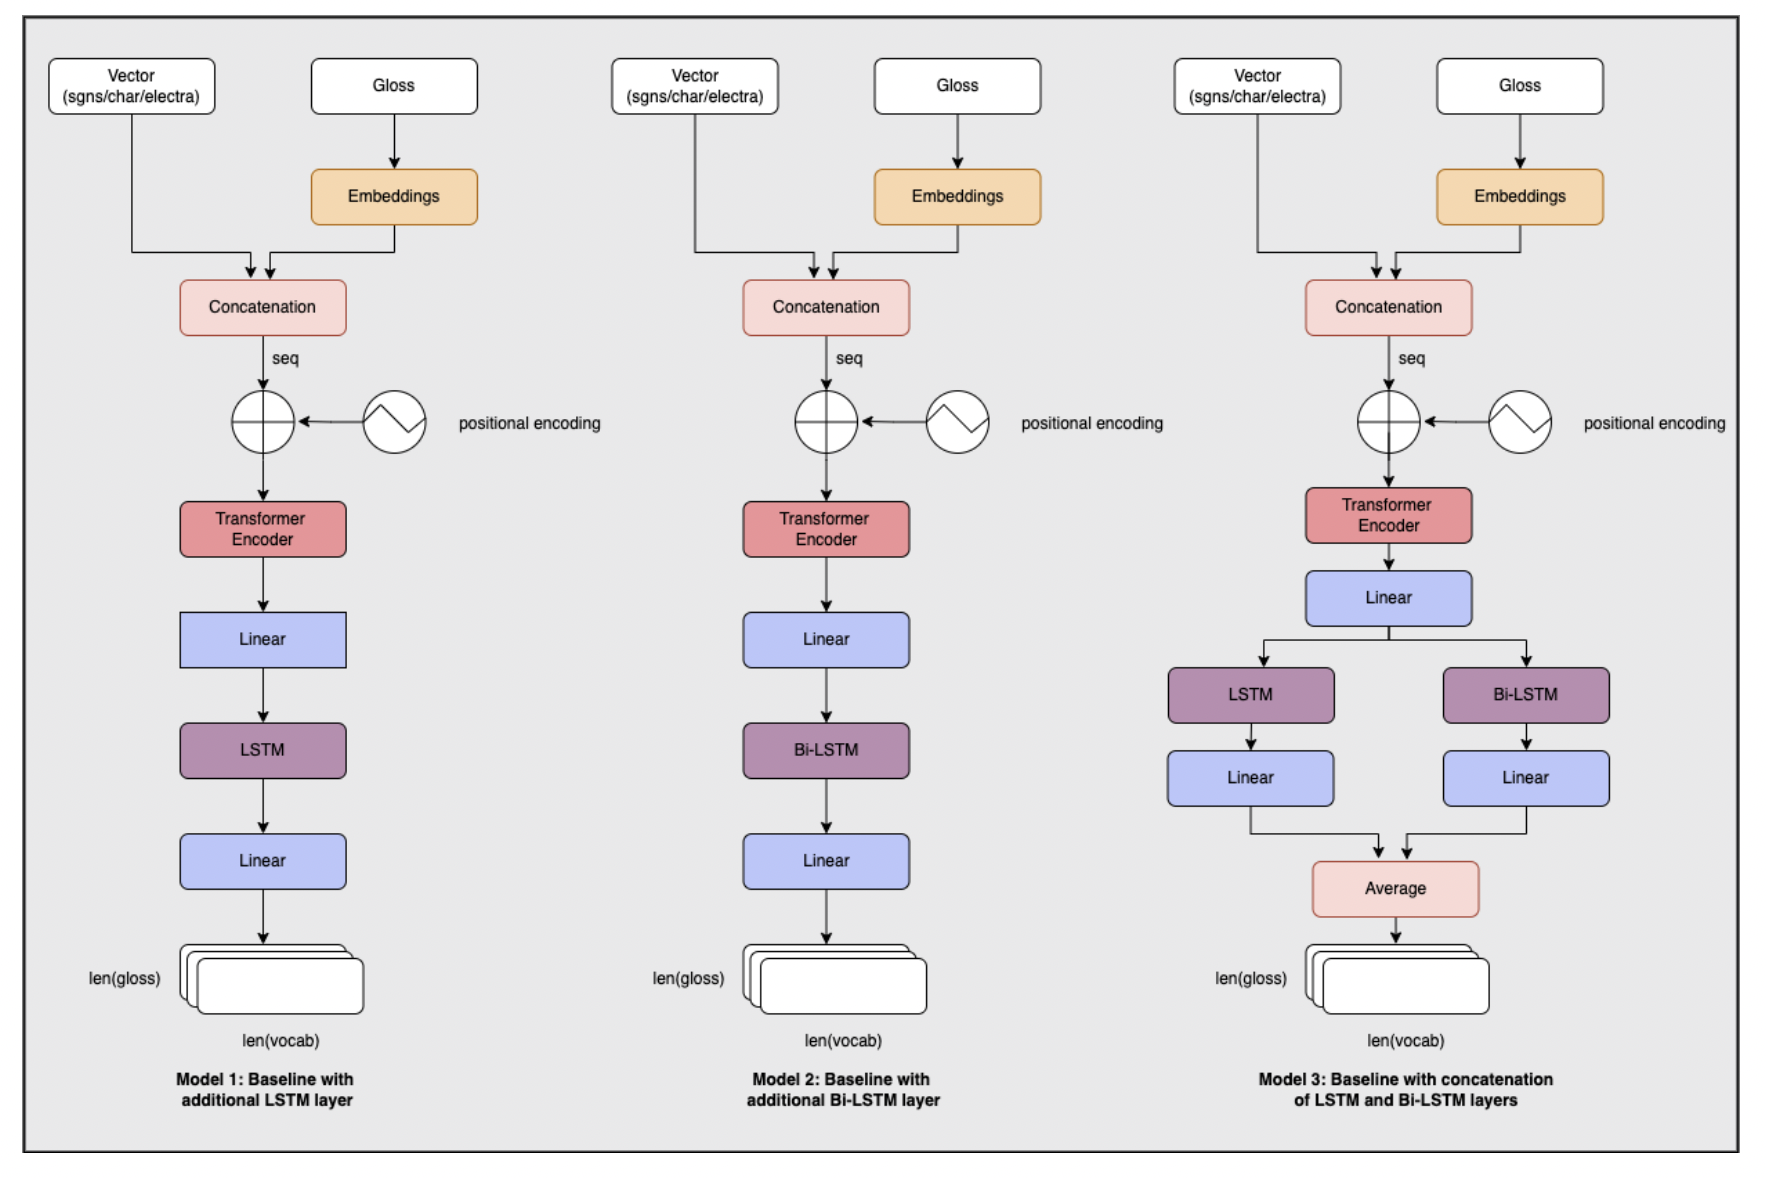 Vector
(sgns/char/electra)
Gloss
Embeddings
Concatenation
seq
positional encoding
Transformer
Encoder
Linear
LSTM
Linear
len(gloss)
len(vocab)
Model 1: Baseline with
additional LSTM layer
Vector
(sgns/char/electra)
Gloss
Embeddings
Concatenation
seq
positional encoding
Transformer
Encoder
Linear
Bi-LSTM
Linear
len(gloss)
len(vocab)
Model 2: Baseline with
additional Bi-LSTM layer
Vector
(sgns/char/electra)
Gloss
Embeddings
Concatenation
seq
positional encoding
Transformer
Encoder
Linear
LSTM
Bi-LSTM
Linear
Linear
Average
len(gloss)
len(vocab)
Model 3: Baseline with concatenation
of LSTM and Bi-LSTM layers